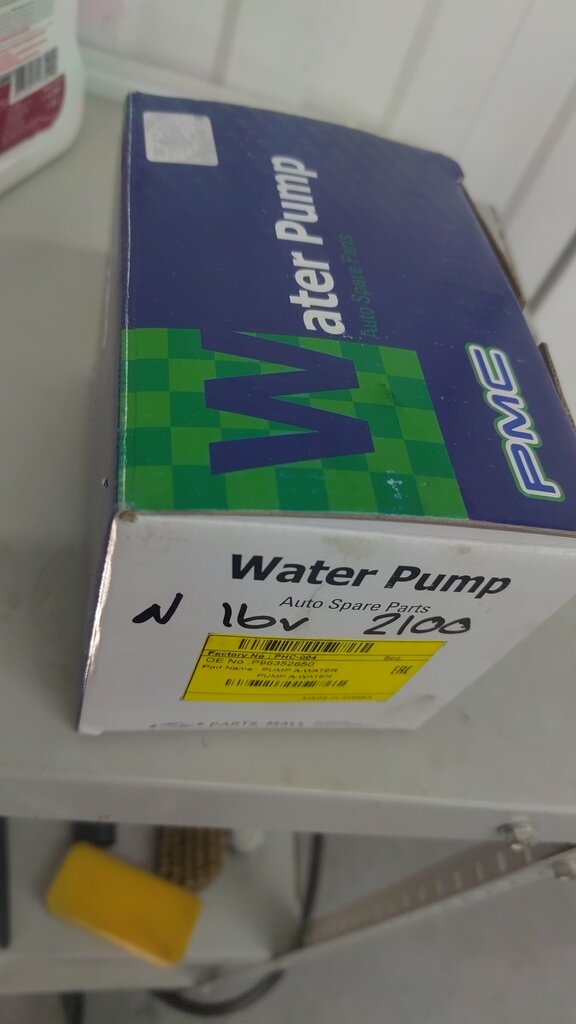 Water Pump
Auto Spare Parts
PMC
Water Pump
Auto Spare Parts
N 16v 2100
Factory No : PHC-004
OE No : P96352650
Part Name : PUMP A-WATER
PUMP A-WATER
EAC
MADE IN KOREA
PARTS MALL